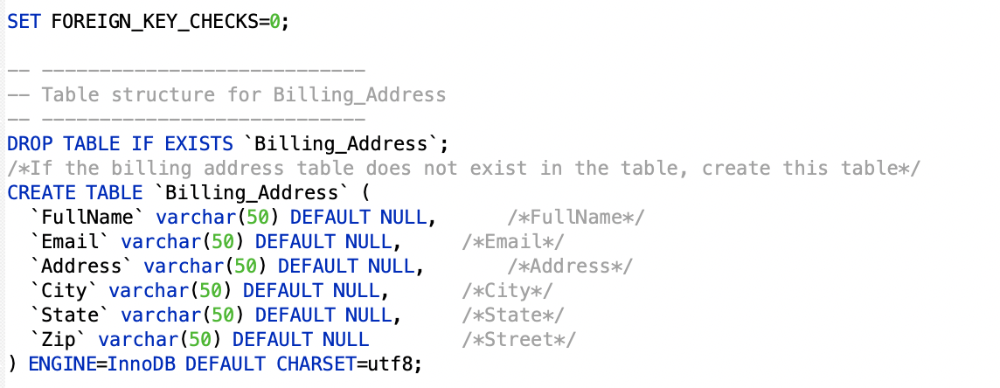 SET FOREIGN_KEY_CHECKS=0;
-- ----------------------------
-- Table structure for Billing_Address
-- ----------------------------
DROP TABLE IF EXISTS `Billing_Address`;
/*If the billing address table does not exist in the table, create this table*/
CREATE TABLE `Billing_Address` (
  `FullName` varchar(50) DEFAULT NULL,      /*FullName*/
  `Email` varchar(50) DEFAULT NULL,     /*Email*/
  `Address` varchar(50) DEFAULT NULL,       /*Address*/
  `City` varchar(50) DEFAULT NULL,      /*City*/
  `State` varchar(50) DEFAULT NULL,     /*State*/
  `Zip` varchar(50) DEFAULT NULL        /*Street*/
) ENGINE=InnoDB DEFAULT CHARSET=utf8;